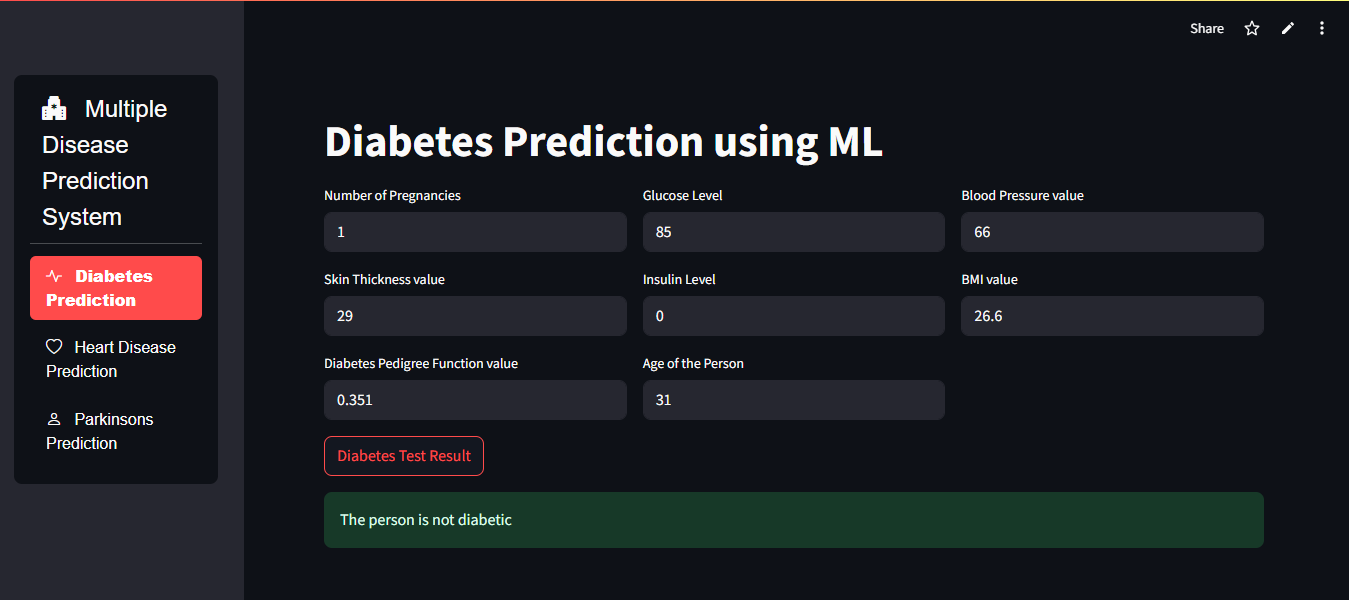 Share
Multiple
Disease
Prediction
System
Diabetes
Prediction
Heart Disease
Prediction
Parkinsons
Prediction
Diabetes Prediction using ML
Number of Pregnancies Glucose Level Blood Pressure value
1 85 66
Skin Thickness value Insulin Level BMI value
29 0 26.6
Diabetes Pedigree Function value Age of the Person
0.351 31
Diabetes Test Result
The person is not diabetic